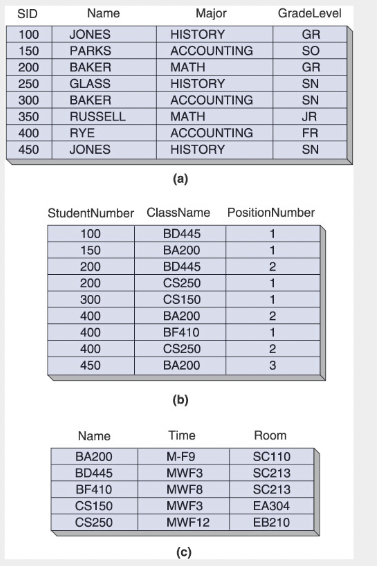 SID Name Major GradeLevel
100 JONES HISTORY GR
150 PARKS ACCOUNTING SO
200 BAKER MATH GR
250 GLASS HISTORY SN
300 BAKER ACCOUNTING SN
350 RUSSELL MATH JR
400 RYE ACCOUNTING FR
450 JONES HISTORY SN
(a)
StudentNumber ClassName PositionNumber
100 BD445 1
150 BA200 1
200 BD445 2
200 CS250 1
300 CS150 1
400 BA200 2
400 BF410 1
400 CS250 2
450 BA200 3
(b)
Name Time Room
BA200 M-F9 SC110
BD445 MWF3 SC213
BF410 MWF8 SC213
CS150 MWF3 EA304
CS250 MWF12 EB210
(c)